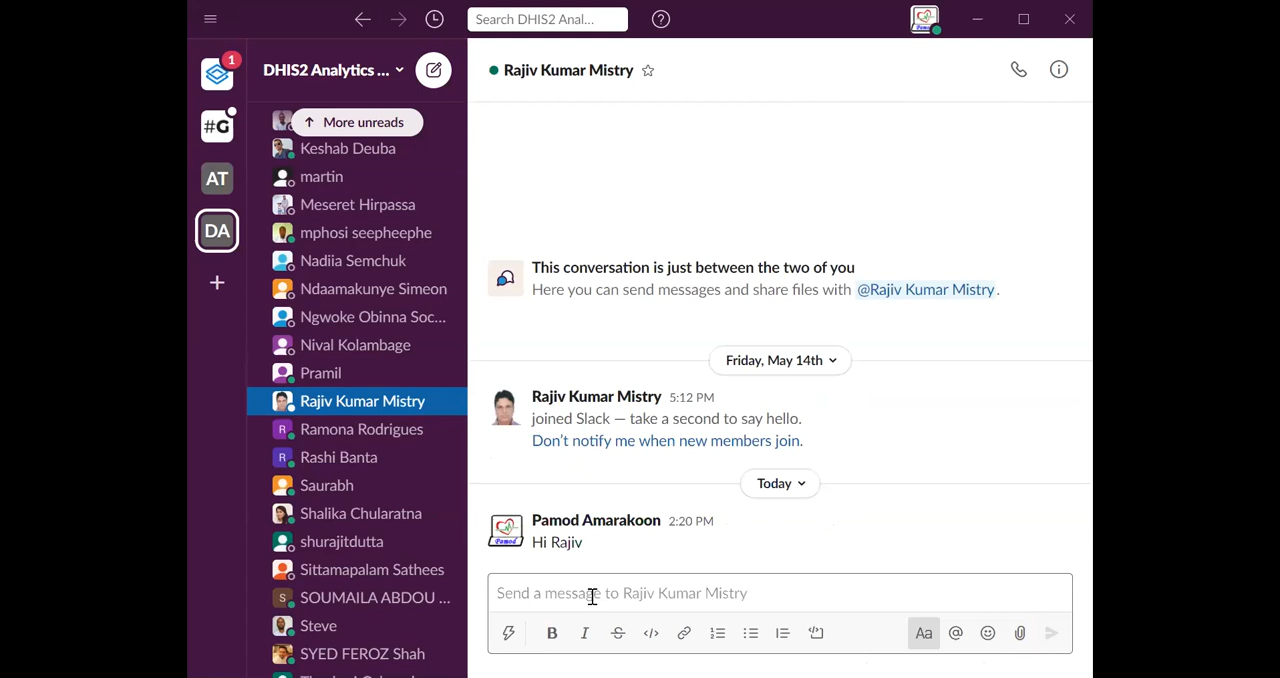 Search DHIS2 Anal...
1
#G
AT
DA
DHIS2 Analytics ...
More unreads
Keshab Deuba
martin
Meseret Hirpassa
mphosi seepheephe
Nadiia Semchuk
Ndaamakunye Simeon
Ngwoke Obinna Soc...
Nival Kolambage
Pramil
Rajiv Kumar Mistry
R Ramona Rodrigues
R Rashi Banta
Saurabh
Shalika Chularatna
shurajitdutta
Sittamapalam Sathees
S SOUMAILA ABDOU ...
Steve
SYED FEROZ Shah
Rajiv Kumar Mistry
This conversation is just between the two of you
Here you can send messages and share files with @Rajiv Kumar Mistry.
Friday, May 14th
Rajiv Kumar Mistry 5:12 PM
joined Slack — take a second to say hello.
Don't notify me when new members join.
Today
Pamod Amarakoon 2:20 PM
Pamod
Hi Rajiv
Send a message to Rajiv Kumar Mistry
B I S </> Aa @